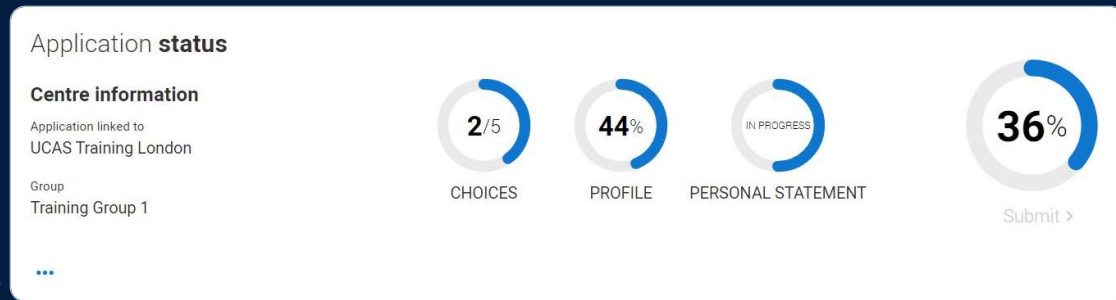 Application status
Centre information
Application linked to
UCAS Training London
Group
Training Group 1
2/5
CHOICES
44%
PROFILE
IN PROGRESS
PERSONAL STATEMENT
36%
Submit >
...